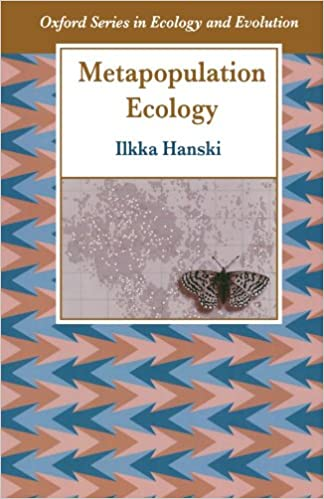 Oxford Series in Ecology and Evolution
Metapopulation
Ecology
Ilkka Hanski